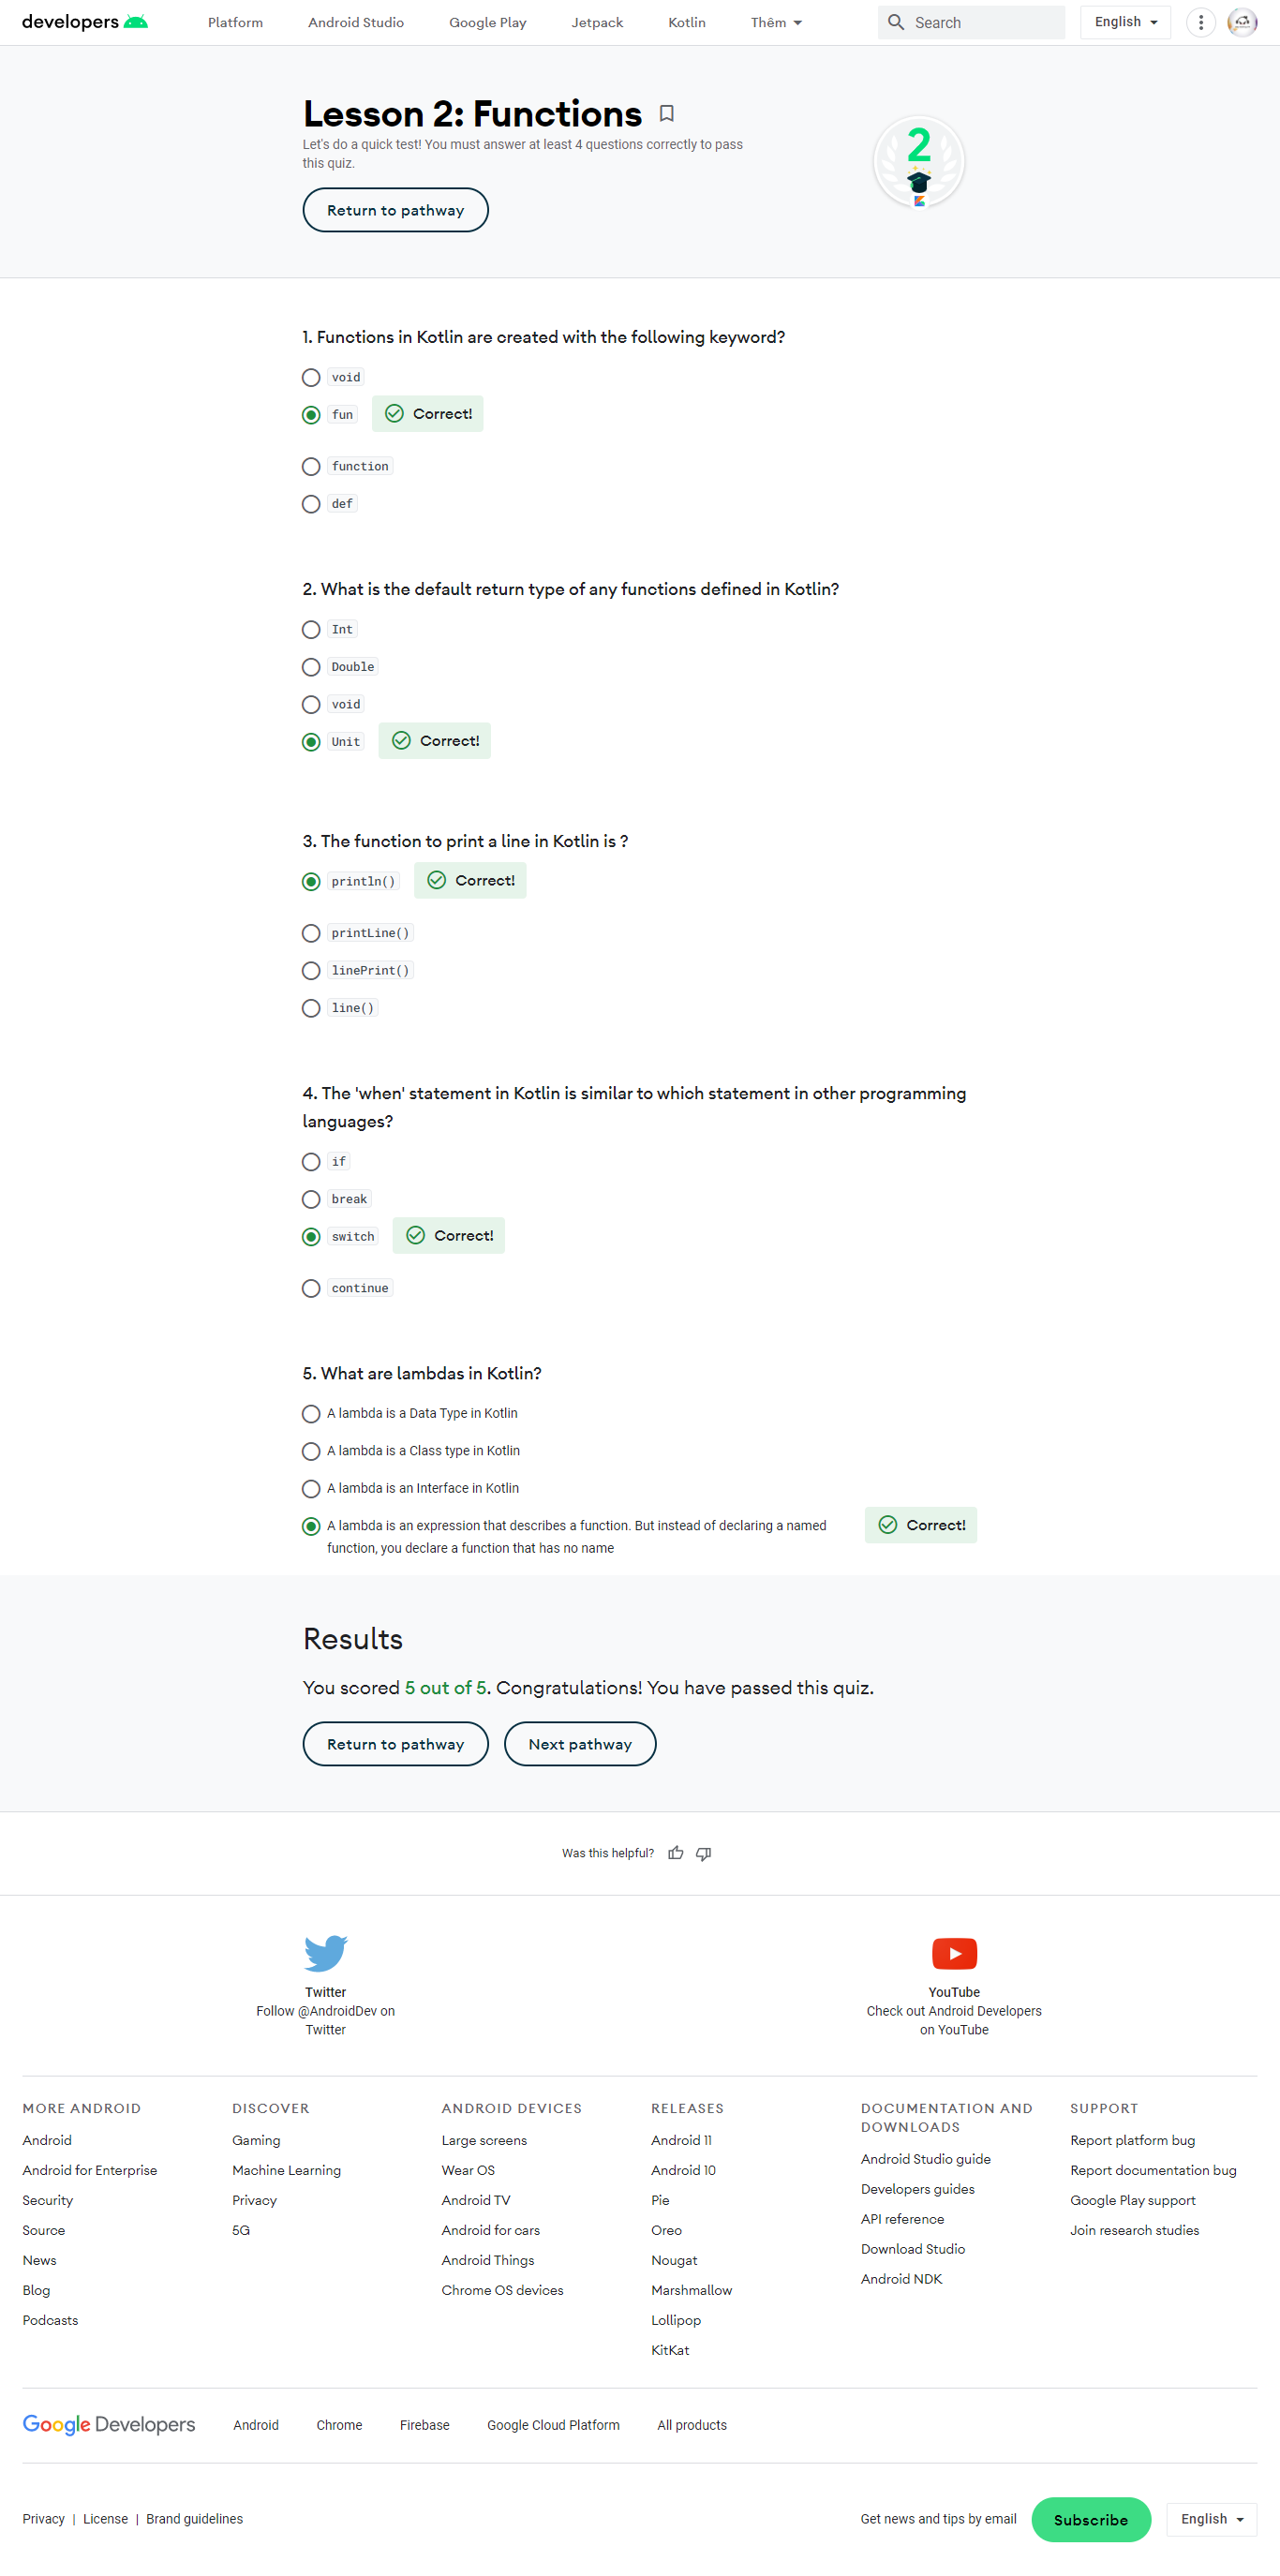 developers
Platform
Android Studio
Google Play
Jetpack
Kotlin
Thêm
Search
English
Lesson 2: Functions
Let's do a quick test! You must answer at least 4 questions correctly to pass
this quiz.
2
Return to pathway
1. Functions in Kotlin are created with the following keyword?
void
fun Correct!
function
def
2. What is the default return type of any functions defined in Kotlin?
Int
Double
void
Unit Correct!
3. The function to print a line in Kotlin is ?
println() Correct!
printLine()
linePrint()
line()
4. The 'when' statement in Kotlin is similar to which statement in other programming
languages?
if
break
switch Correct!
continue
5. What are lambdas in Kotlin?
A lambda is a Data Type in Kotlin
A lambda is a Class type in Kotlin
A lambda is an Interface in Kotlin
A lambda is an expression that describes a function. But instead of declaring a named
function, you declare a function that has no name
Correct!
Results
You scored 5 out of 5. Congratulations! You have passed this quiz.
Return to pathway
Next pathway
Was this helpful?
Twitter
Follow @AndroidDev on
Twitter
YouTube
Check out Android Developers
on YouTube
MORE ANDROID
Android
Android for Enterprise
Security
Source
News
Blog
Podcasts
DISCOVER
Gaming
Machine Learning
Privacy
5G
ANDROID DEVICES
Large screens
Wear OS
Android TV
Android for cars
Android Things
Chrome OS devices
RELEASES
Android 11
Android 10
Pie
Oreo
Nougat
Marshmallow
Lollipop
KitKat
DOCUMENTATION AND
DOWNLOADS
Android Studio guide
Developers guides
API reference
Download Studio
Android NDK
SUPPORT
Report platform bug
Report documentation bug
Google Play support
Join research studies
Google Developers
Android
Chrome
Firebase
Google Cloud Platform
All products
Privacy | License | Brand guidelines
Get news and tips by email
Subscribe
English